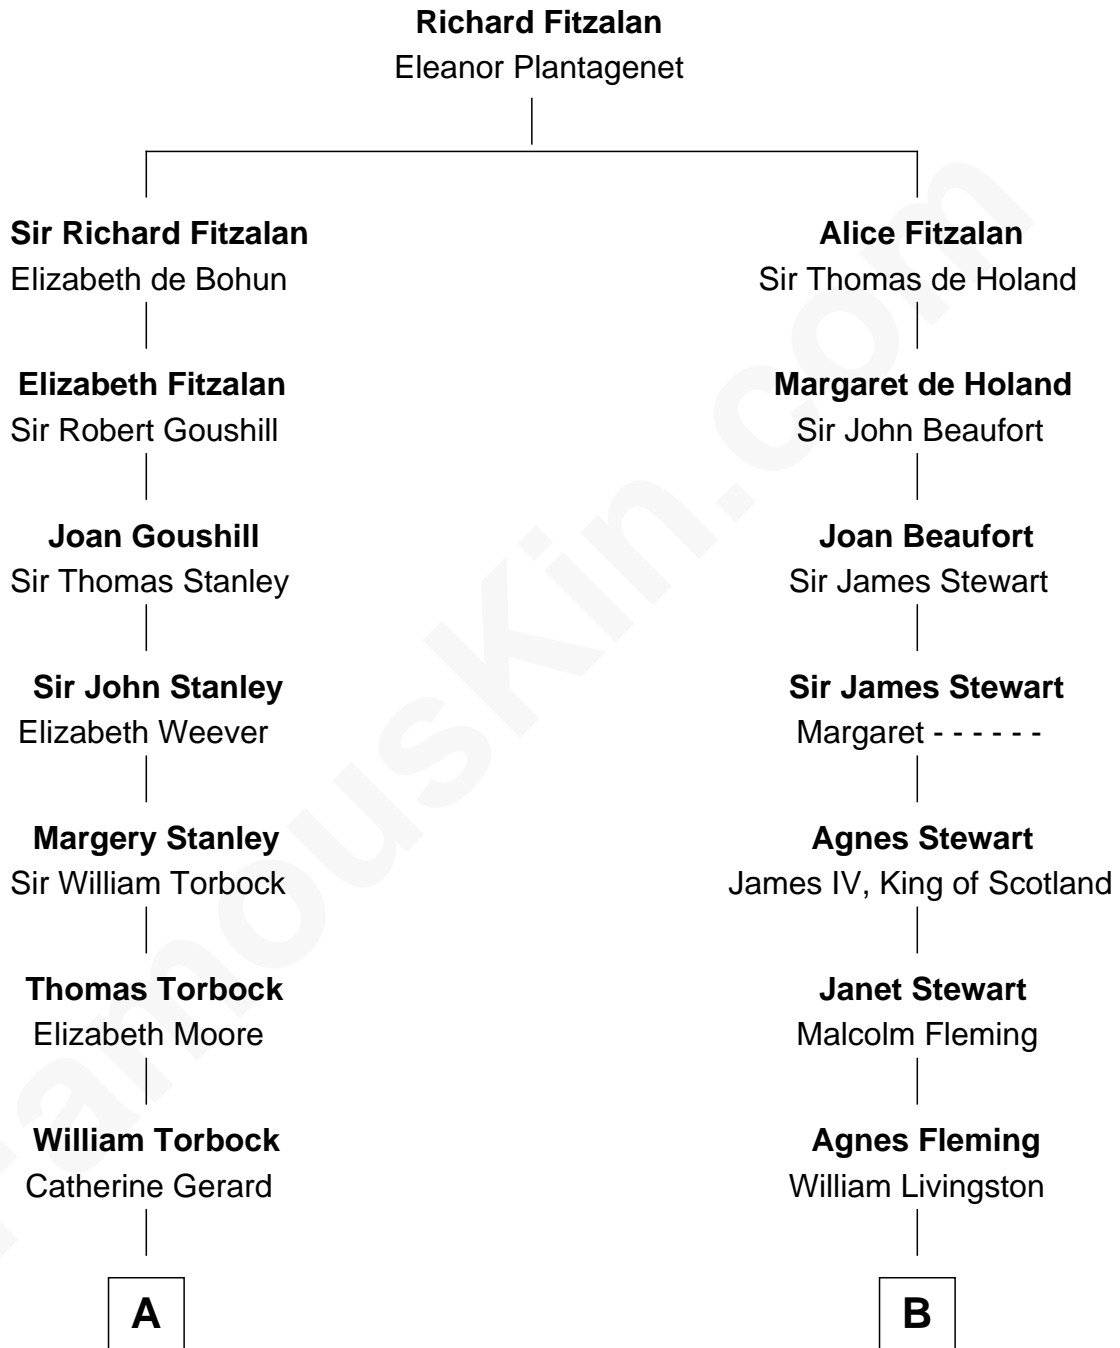 Richard Fitzalan
Eleanor Plantagenet
Sir Richard Fitzalan
Elizabeth de Bohun
Elizabeth Fitzalan
Sir Robert Goushill
Joan Goushill
Sir Thomas Stanley
Sir John Stanley
Elizabeth Weever
Margery Stanley
Sir William Torbock
Thomas Torbock
Elizabeth Moore
William Torbock
Catherine Gerard
A
Alice Fitzalan
Sir Thomas de Holand
Margaret de Holand
Sir John Beaufort
Joan Beaufort
Sir James Stewart
Sir James Stewart
Margaret - - - - - -
Agnes Stewart
James IV, King of Scotland
Janet Stewart
Malcolm Fleming
Agnes Fleming
William Livingston
B
FamousKin.com